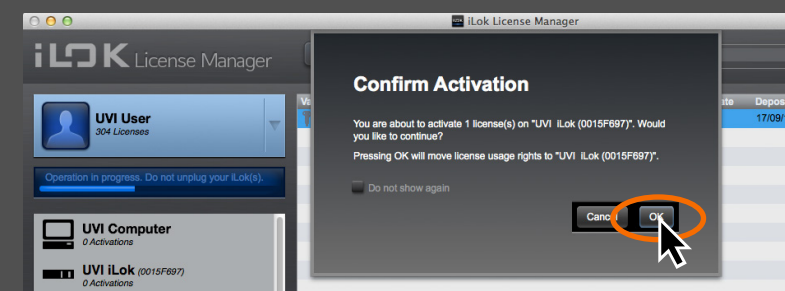 iLok License Manager
iLOK License Manager
Confirm Activation
UVI User
304 Licenses
You are about to activate 1 license(s) on "UVI iLok (0015F697)". Would
you like to continue?
Pressing OK will move license usage rights to "UVI iLok (0015F697)".
Operation in progress. Do not unplug your iLok(s).
Do not show again
Cancel
OK
UVI Computer
0 Activations
UVI iLok (0015F697)
0 Activations
17/09/